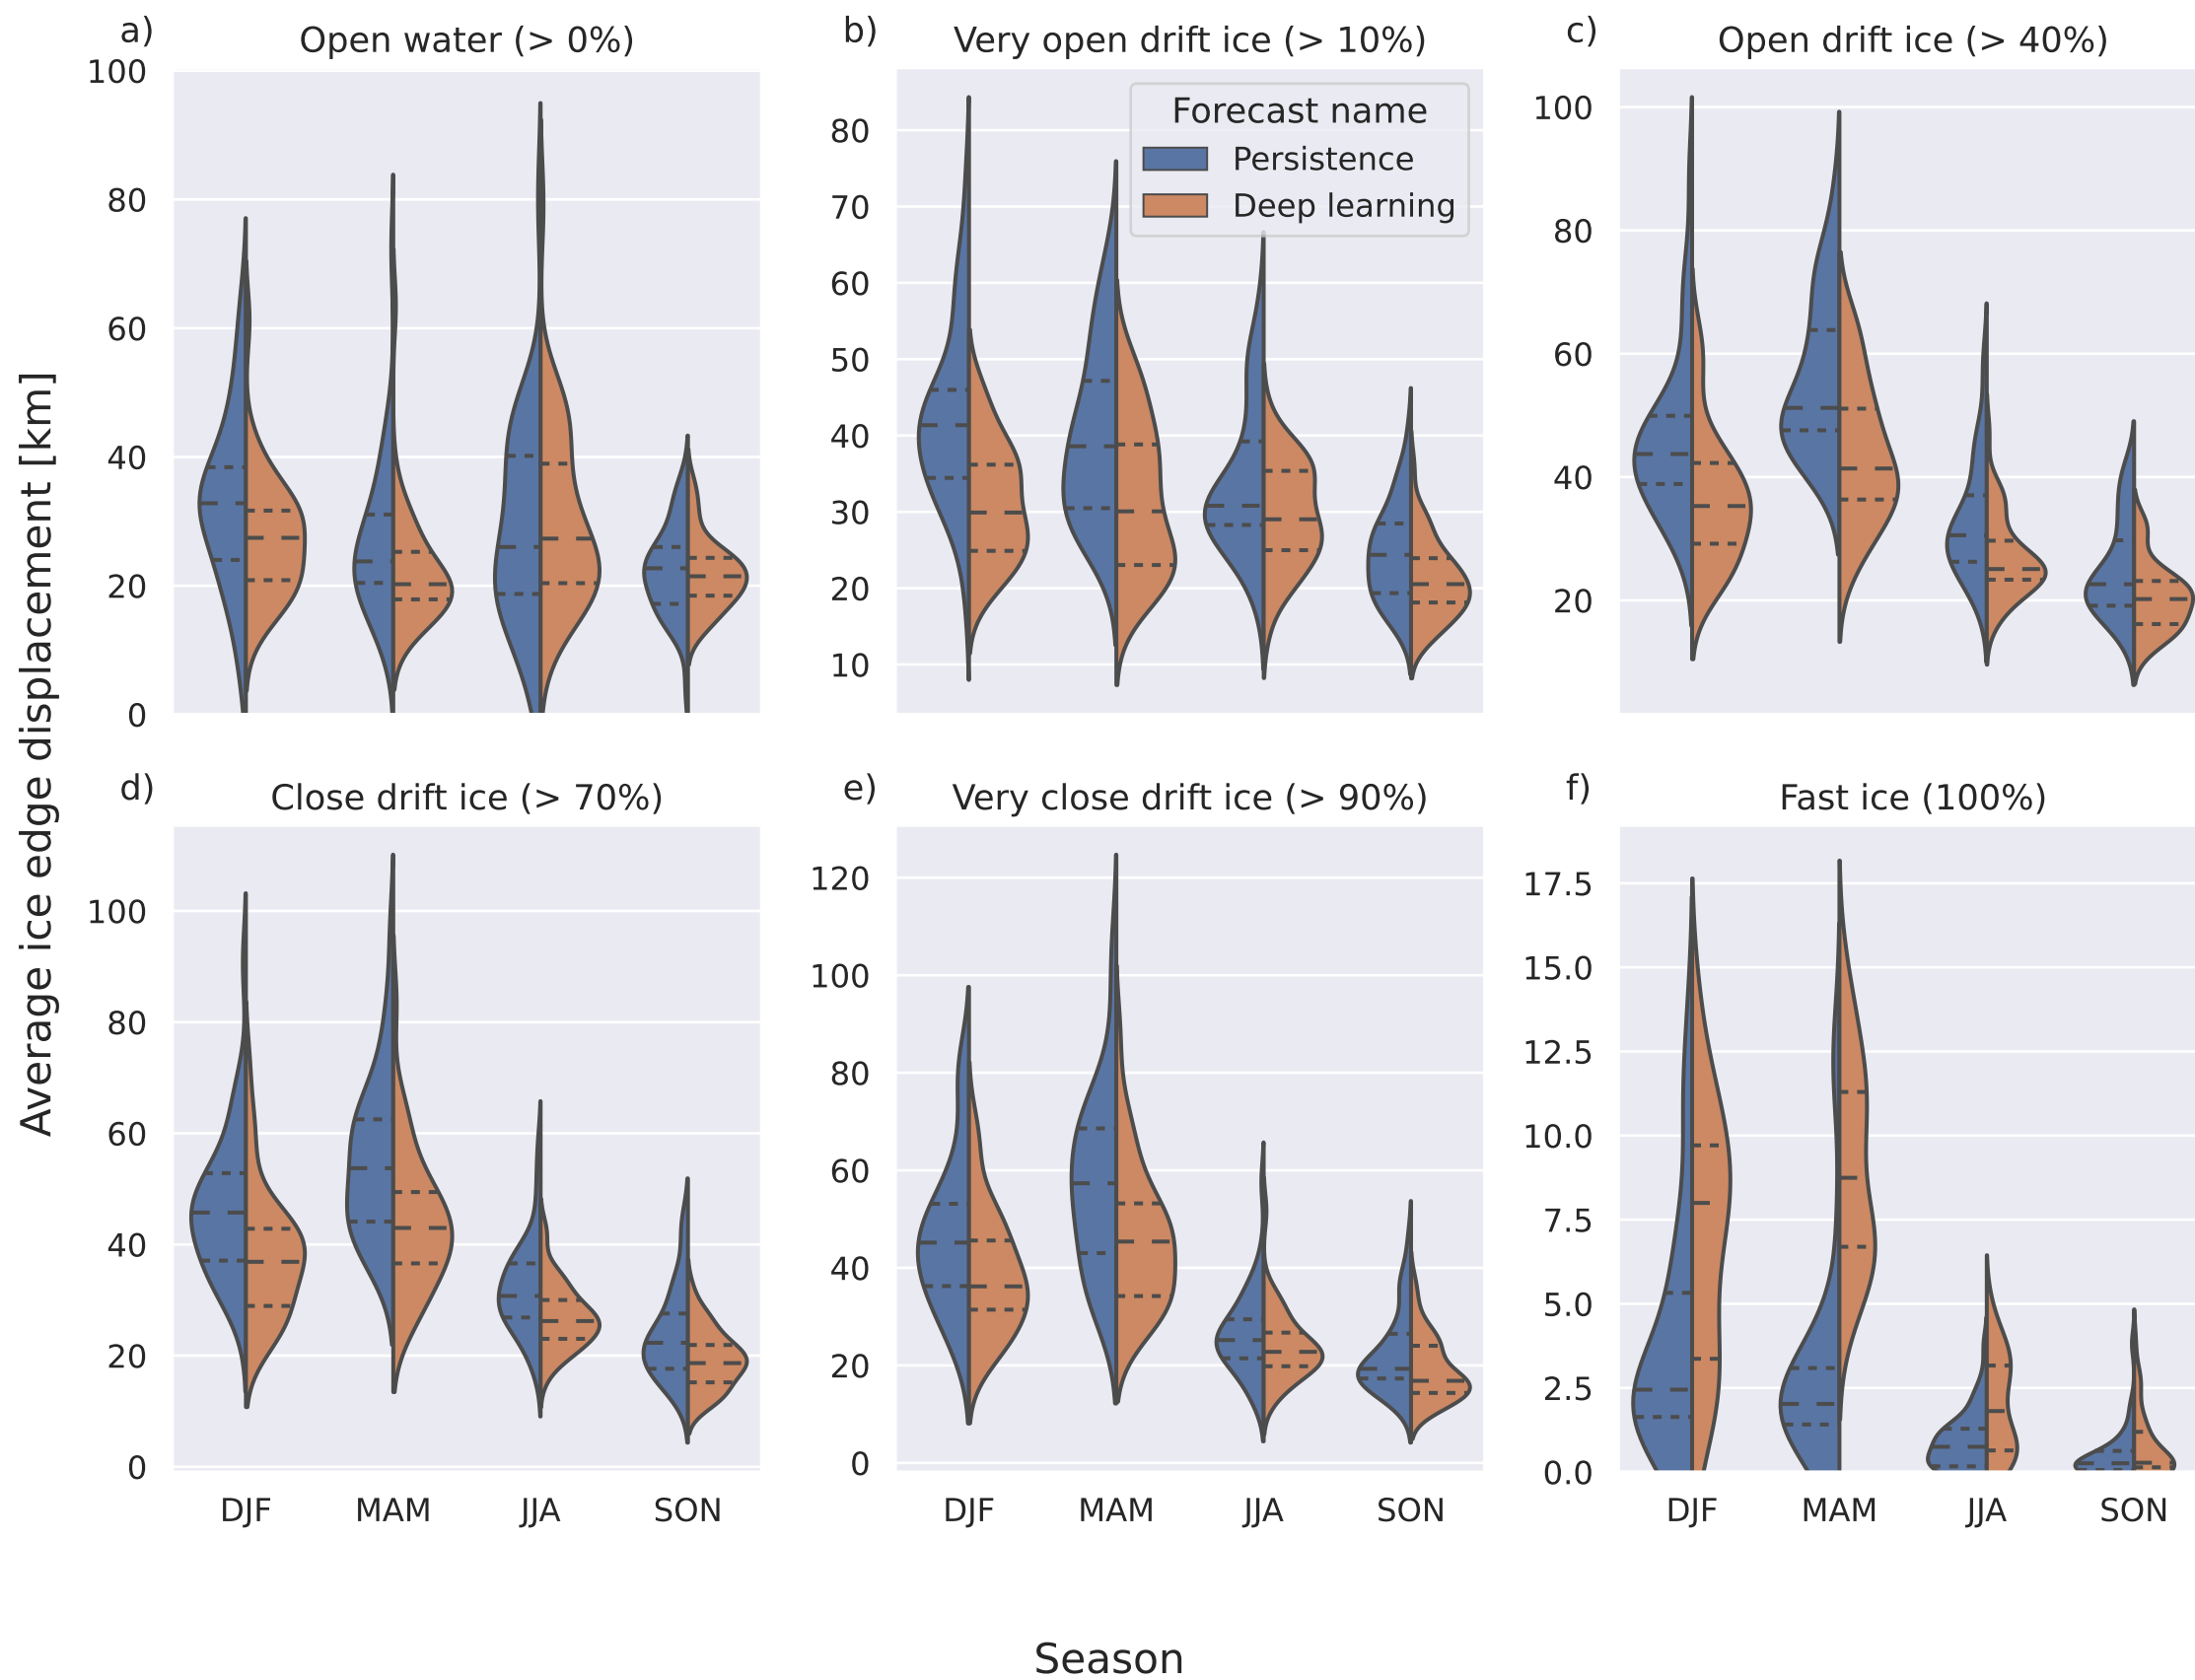 a)
Open water (> 0%)
100
80
60
40
20
0
b)
Very open drift ice (> 10%)
Forecast name
Persistence
Deep learning
80
70
60
50
40
30
20
10
c)
Open drift ice (> 40%)
100
80
60
40
20
Average ice edge displacement [km]
d)
Close drift ice (> 70%)
100
80
60
40
20
0
DJF MAM JJA SON
e)
Very close drift ice (> 90%)
120
100
80
60
40
20
0
DJF MAM JJA SON
f)
Fast ice (100%)
17.5
15.0
12.5
10.0
7.5
5.0
2.5
0.0
DJF MAM JJA SON
Season